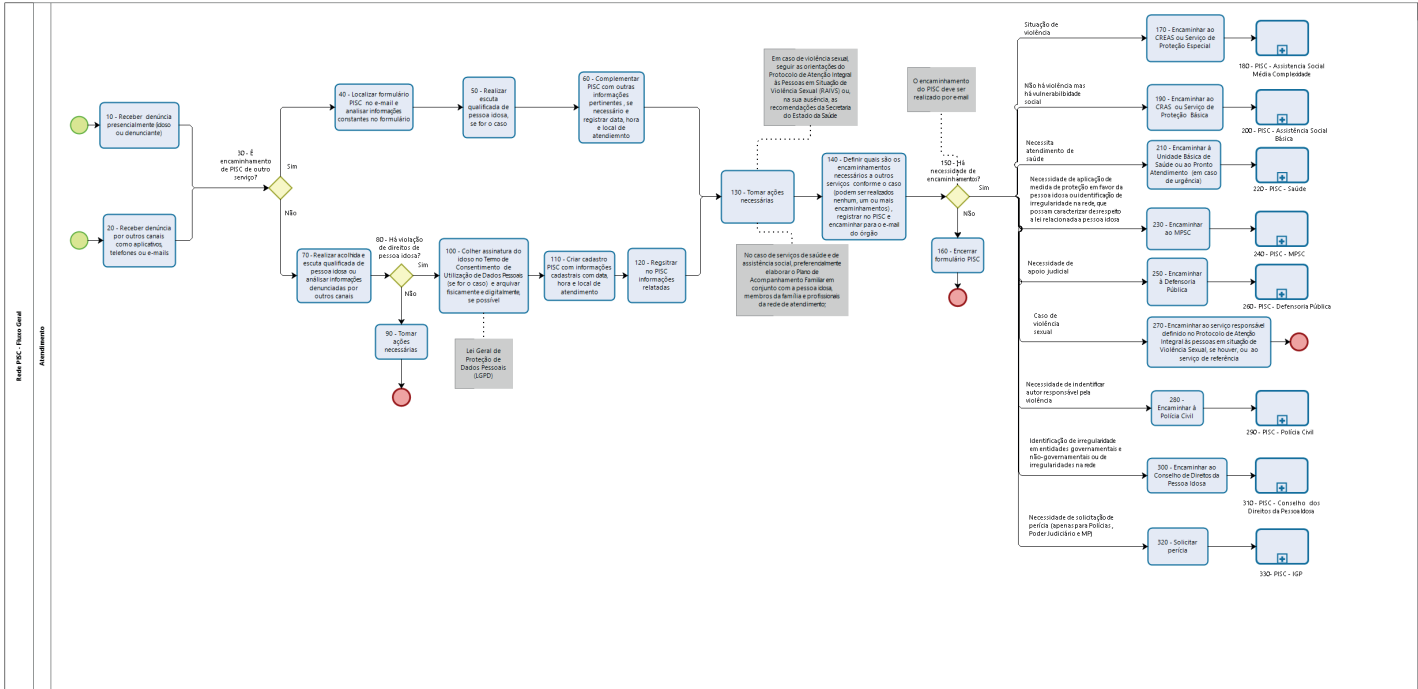 Rede PISC - Fluxo Geral
Atendimento
10 - Receber denúncia
presencialmente (idoso
ou denunciante)
20 - Receber denúncia
por outros canais
como aplicativos,
telefones ou e-mails
30 - É
encaminhamento
de PISC de outro
serviço?
Sim
Não
40 - Localizar formulário
PISC no e-mail e
analisar infomações
constantes no formulário
50 - Realizar
escuta
qualificada de
pessoa idosa,
se for o caso
60 - Complementar
PISC com outras
informações
pertinentes , se
necessário e
registrar data, hora
e local de
atendiemnto
70 - Realizar acolhida e
escuta qualificada de
pessoa idosa ou
analisar informações
denunciadas por
outros canais
80 - Há violação
de direitos de
pessoa idosa?
Sim
Não
90 - Tomar
ações
necessárias
100 - Colher assinatura do
idoso no Termo de
Consentimento de
Utilização de Dados Pessoais
(se for o caso) e arquivar
fisicamente e digitalmente,
se possível
Lei Geral de
Proteção de
Dados Pessoais
(LGPD)
110 - Criar cadastro
PISC com informações
cadastrais com data,
hora e local de
atendimento
120 - Regsitrar
no PISC
informações
relatadas
Em caso de violência sexual,
seguir as orientações do
Protocolo de Atenção Integral
às Pessoas em Situação de
Violência Sexual (RAIVS) ou,
na sua ausência, as
recomendações da Secretaria
do Estado da Saúde
130 - Tomar ações
necessárias
No caso de serviços de saúde e de
assistência social, preferencialmente
elaborar o Plano de
Acompanhamento Familiar em
conjunto com a pessoa idosa,
membros da família e profissionais
da rede de atendimento;
140 - Definir quais são os
encaminhamentos
necessários a outros
serviços conforme o caso
(podem ser realizados
nenhum, um ou mais
encaminhamentos) ,
registrar no PISC e
encaminhar para o e-mail
do órgão
O encaminhamento
do PISC deve ser
realizado por e-mail
150 - Há
necessidade de
encaminhamento?
Sim
Não
160 - Encerrar
formulário PISC
Situação de
violência
170 - Encaminhar ao
CREAS ou Serviço de
Proteção Especial
180 - PISC - Assistencia Social
Média Complexidade
Não há violência mas
há vulnerabilidade
social
190 - Encaminhar ao
CRAS ou Serviço de
Proteção Básica
200 - PISC - Assistência Social
Básica
Necessita
atendimento de
saúde
210 - Encaminhar à
Unidade Básica de
Saúde ou ao Pronto
Atendimento (em caso
de urgência)
220 - PISC - Saúde
Necessidade de aplicação de
medida de proteção em favor da
pessoa idosa ou identificação de
irregularidade na rede, que
possam caracterizar desrespeito
a lei relacionada a pessoa idosa
230 - Encaminhar
ao MPSC
240 - PISC - MPSC
Necessidade de
apoio judicial
250 - Encaminhar
à Defensoria
Pública
260 - PISC - Defensoria Pública
Caso de
violência
sexual
270 - Encaminhar ao serviço responsável
definido no Protocolo de Atenção
Integral às pessoas em situação de
Violência Sexual, se houver, ou ao
serviço de referência
Necessidade de indentificar
autor responsável pela
violência
280 -
Encaminhar à
Polícia Civil
290 - PISC - Polícia Civil
Identificação de irregularidade
em entidades governamentais e
não-governamentais ou de
irregularidades na rede
300 - Encaminhar ao
Conselho de Diretos da
Pessoa Idosa
310 - PISC - Conselho dos
Direitos da Pessoa Idosa
Necessidade de solicitação de
perícia (apenas para Polícias ,
Poder Judiciário e MP)
320 - Solicitar
perícia
330- PISC - IGP